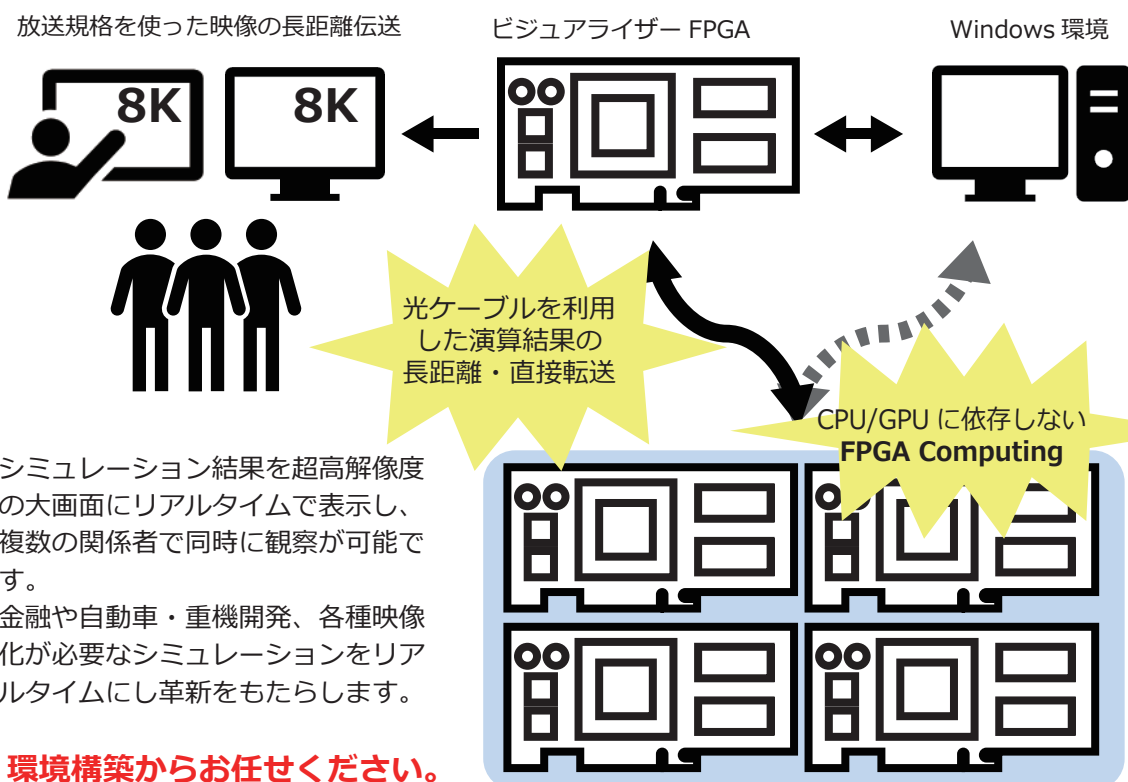 放送規格を使った映像の長距離伝送
ビジュアライザー FPGA
Windows 環境
8K
8K
光ケーブルを利用
した演算結果の
長距離・直接転送
CPU/GPU に依存しない
FPGA Computing
シミュレーション結果を超高解像度
の大画面にリアルタイムで表示し、
複数の関係者で同時に観察が可能で
す。
金融や自動車・重機開発、各種映像
化が必要なシミュレーションをリア
ルタイムにし革新をもたらします。
環境構築からお任せください。